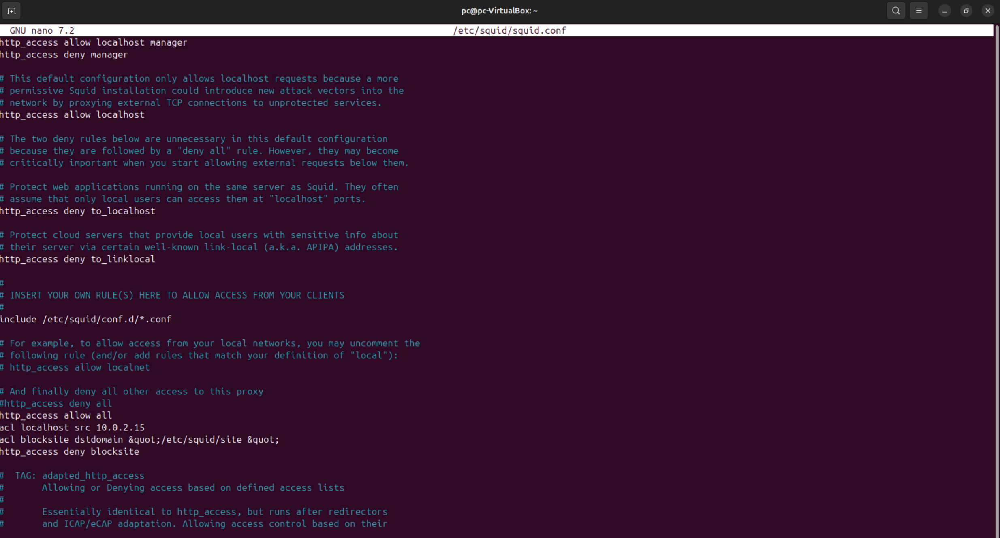 pc@pc-VirtualBox: ~
GNU nano 7.2 /etc/squid/squid.conf
http_access allow localhost manager
http_access deny manager
# This default configuration only allows localhost requests because a more
# permissive Squid installation could introduce new attack vectors into the
# network by proxying external TCP connections to unprotected services.
http_access allow localhost
# The two deny rules below are unnecessary in this default configuration
# because they are followed by a "deny all" rule. However, they may become
# critically important when you start allowing external requests below them.
# Protect web applications running on the same server as Squid. They often
# assume that only local users can access them at "localhost" ports.
http_access deny to_localhost
# Protect cloud servers that provide local users with sensitive info about
# their server via certain well-known link-local (a.k.a. APIPA) addresses.
http_access deny to_linklocal
#
# INSERT YOUR OWN RULE(S) HERE TO ALLOW ACCESS FROM YOUR CLIENTS
#
include /etc/squid/conf.d/*.conf
# For example, to allow access from your local networks, you may uncomment the
# following rule (and/or add rules that match your definition of "local"):
# http_access allow localnet
# And finally deny all other access to this proxy
#http_access deny all
http_access allow all
acl localhost src 10.0.2.15
acl blocksite dstdomain &quot;/etc/squid/site &quot;
http_access deny blocksite
#  TAG: adapted_http_access
#       Allowing or Denying access based on defined access lists
#
#       Essentially identical to http_access, but runs after redirectors
#       and ICAP/eCAP adaptation. Allowing access control based on their